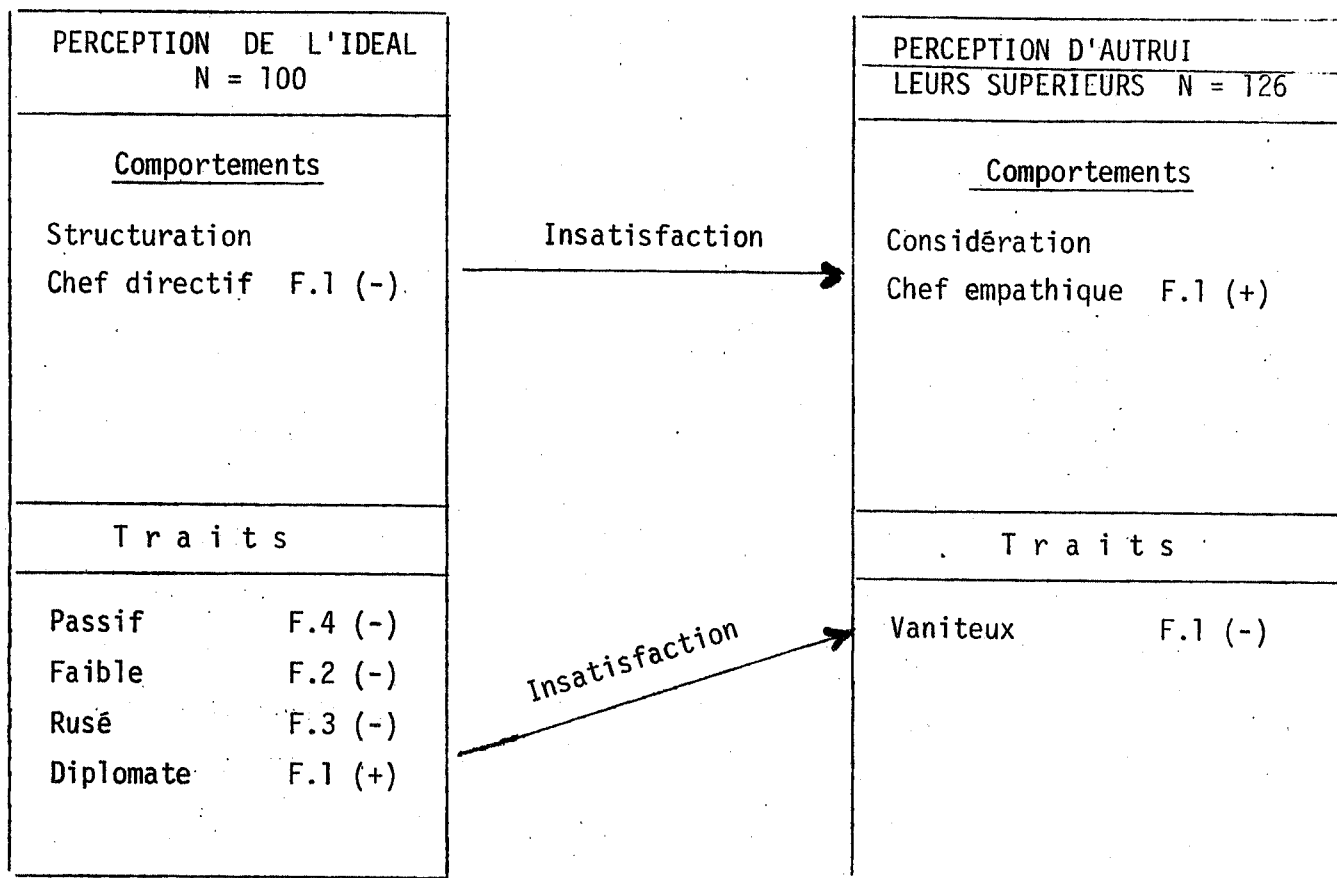 PERCEPTION DE L'IDEAL
N = 100
Comportements
Structuration
Chef directif F.1 (-)
Traits
Passif F.4 (-)
Faible F.2 (-)
Rusé F.3 (-)
Diplomate F.1 (+)
Insatisfaction
Insatisfaction
PERCEPTION D'AUTRUI
LEURS SUPERIEURS N = 126
Comportements
Considération
Chef empathique F.1 (+)
Traits
Vaniteux F.1 (-)